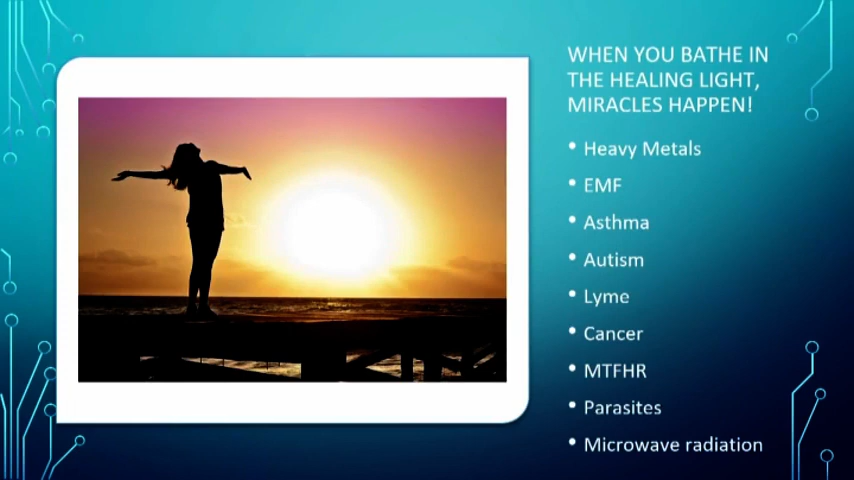 WHEN YOU BATHE IN
THE HEALING LIGHT,
MIRACLES HAPPEN!
• Heavy Metals
• EMF
• Asthma
• Autism
• Lyme
• Cancer
• MTFHR
• Parasites
• Microwave radiation